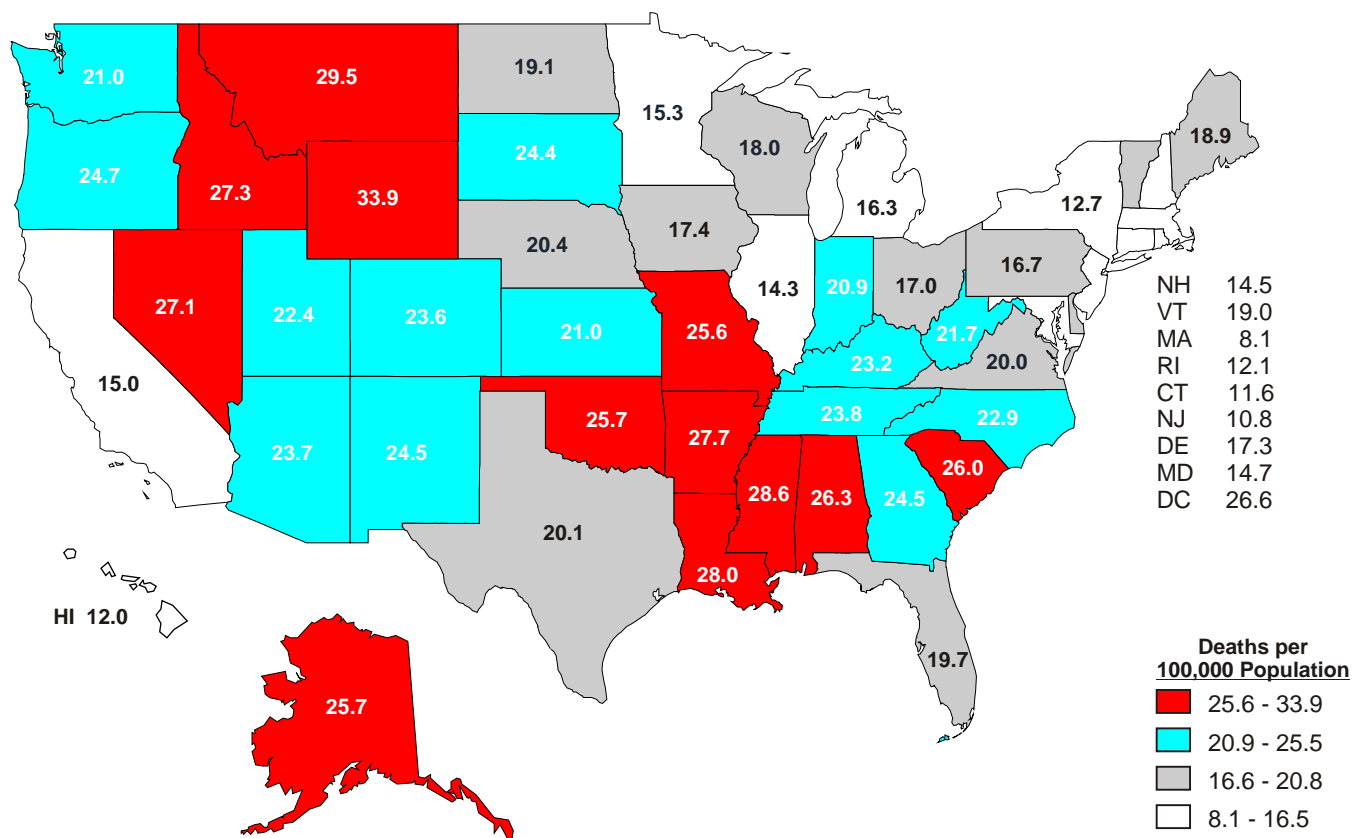 21.0
29.5
19.1
15.3
18.9
24.7
27.3
33.9
24.4
18.0
16.3
12.7
20.4
17.4
16.7
27.1
22.4
23.6
21.0
25.6
14.3
20.9
17.0
21.7
20.0
15.0
23.2
23.7
24.5
25.7
27.7
23.8
22.9
28.6
26.3
24.5
26.0
20.1
28.0
19.7
NH 14.5
VT 19.0
MA 8.1
RI 12.1
CT 11.6
NJ 10.8
DE 17.3
MD 14.7
DC 26.6
HI 12.0
25.7
Deaths per
100,000 Population
25.6 - 33.9
20.9 - 25.5
16.6 - 20.8
8.1 - 16.5